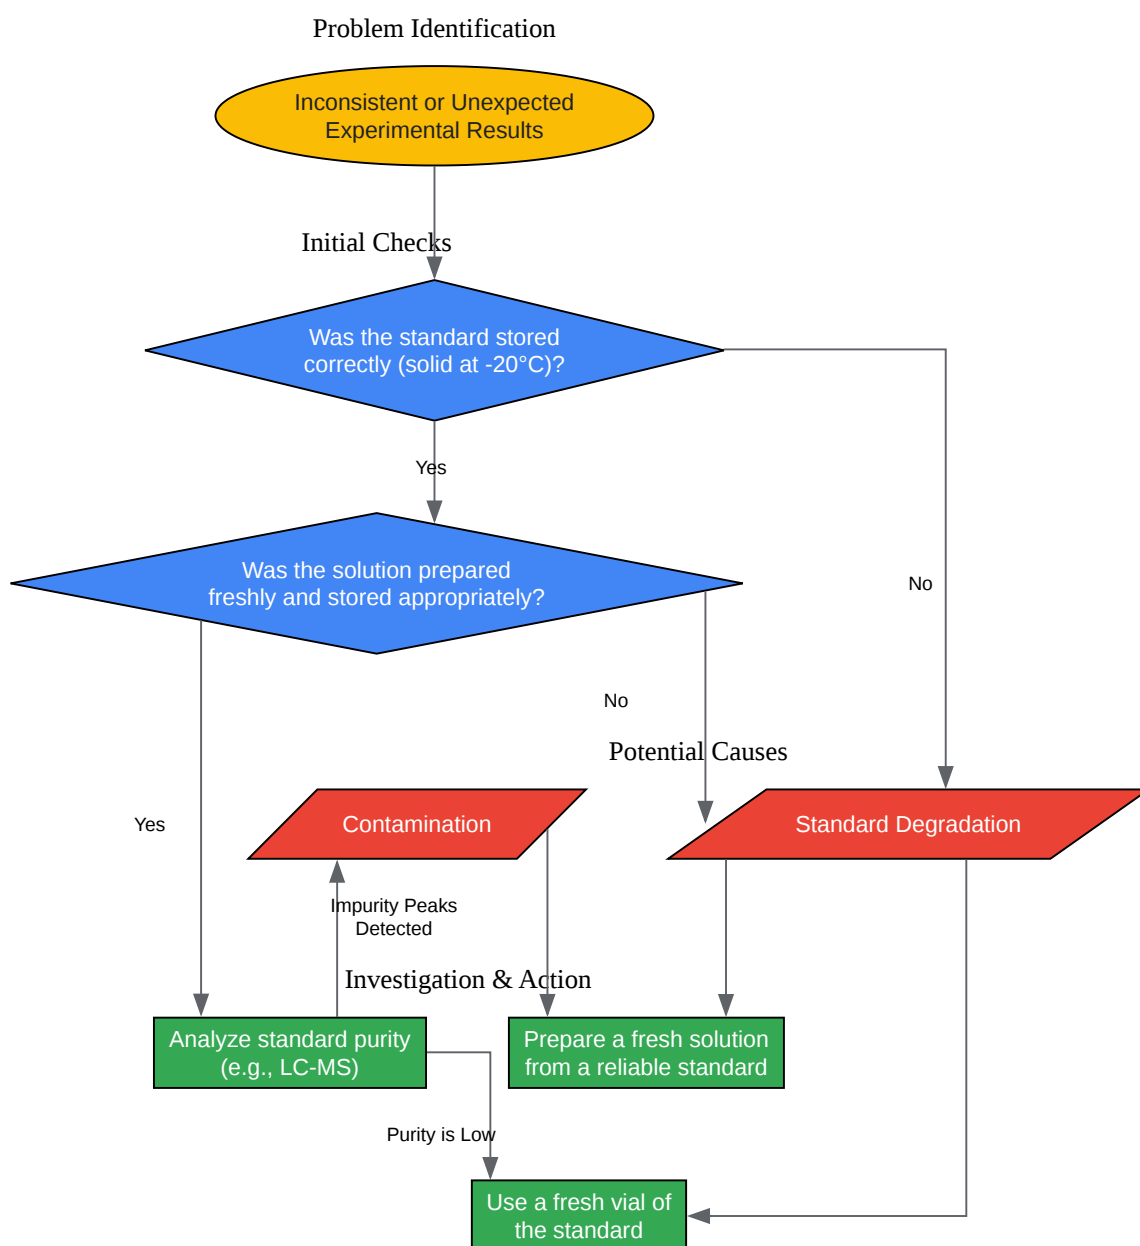 Problem Identification
Inconsistent or Unexpected
Experimental Results
Initial Checks
Was the standard stored
correctly (solid at -20°C)?
Yes
Was the solution prepared
freshly and stored appropriately?
No
No
Potential Causes
Yes
Contamination
Standard Degradation
Impurity Peaks
Detected
Investigation & Action
Analyze standard purity
(e.g., LC-MS)
Prepare a fresh solution
from a reliable standard
Purity is Low
Use a fresh vial of
the standard